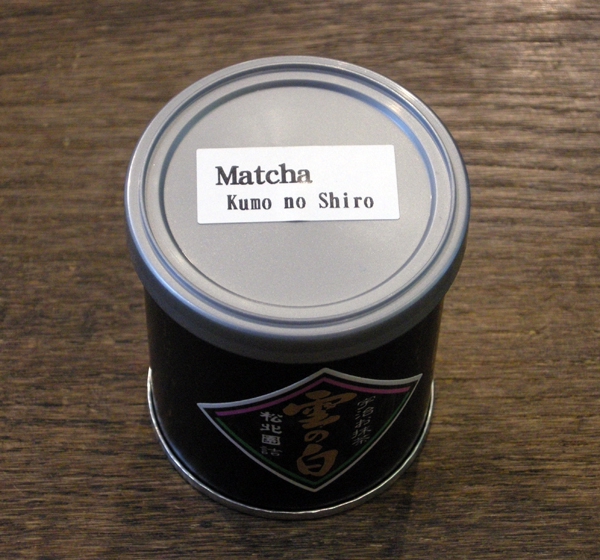 Matcha
Kumo no Shiro
宇治お抹茶
雲の白
松北園詰